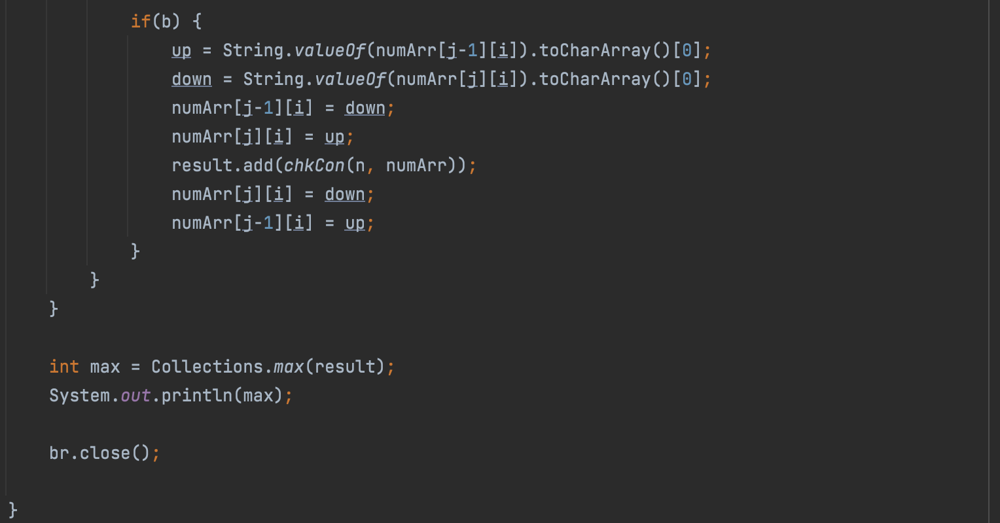 if(b) {
up = String.valueOf(numArr[j-1][i]).toCharArray()[0];
down = String.valueOf(numArr[j][i]).toCharArray()[0];
numArr[j-1][i] = down;
numArr[j][i] = up;
result.add(chkCon(n, numArr));
numArr[j][i] = down;
numArr[j-1][i] = up;
}
}
}
int max = Collections.max(result);
System.out.println(max);
br.close();
}